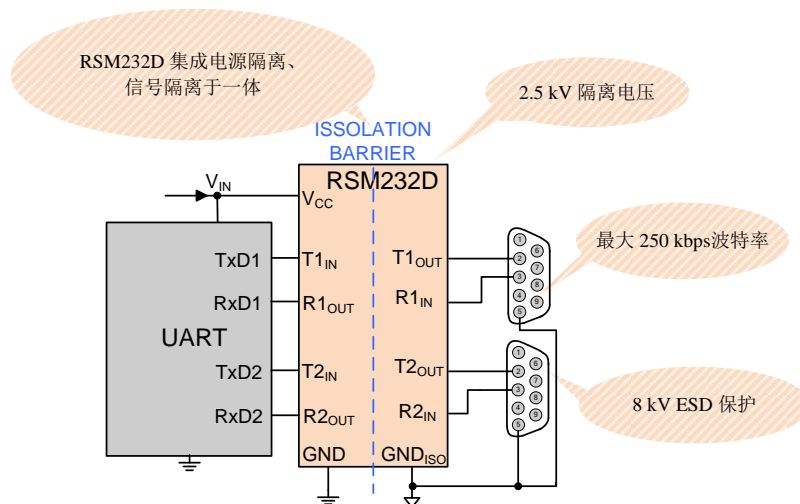 RSM232D 集成电源隔离、
信号隔离于一体
2.5 kV 隔离电压
ISSOLATION
BARRIER
RSM232D
VIN
VCC
TxD1
T1IN
T1OUT
RxD1
R1OUT
R1IN
UART
TxD2
T2IN
T2OUT
RxD2
R2OUT
R2IN
GND
GNDISO
1
6
2
7
3
8
4
9
5
最大 250 kbps波特率
1
6
2
7
3
8
4
9
5
8 kV ESD 保护